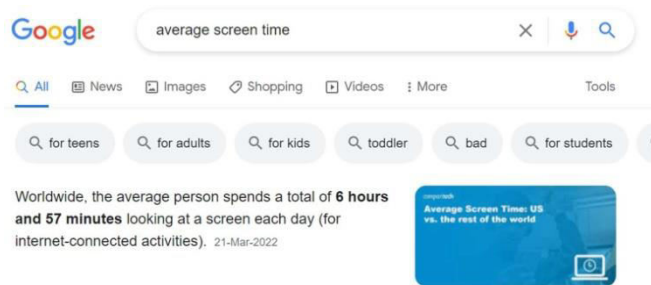 Google
average screen time
All News Images Shopping Videos More Tools
for teens for adults for kids toddler bad for students
Worldwide, the average person spends a total of 6 hours
and 57 minutes looking at a screen each day (for
internet-connected activities). 21-Mar-2022
comparitech
Average Screen Time: US
vs. the rest of the world